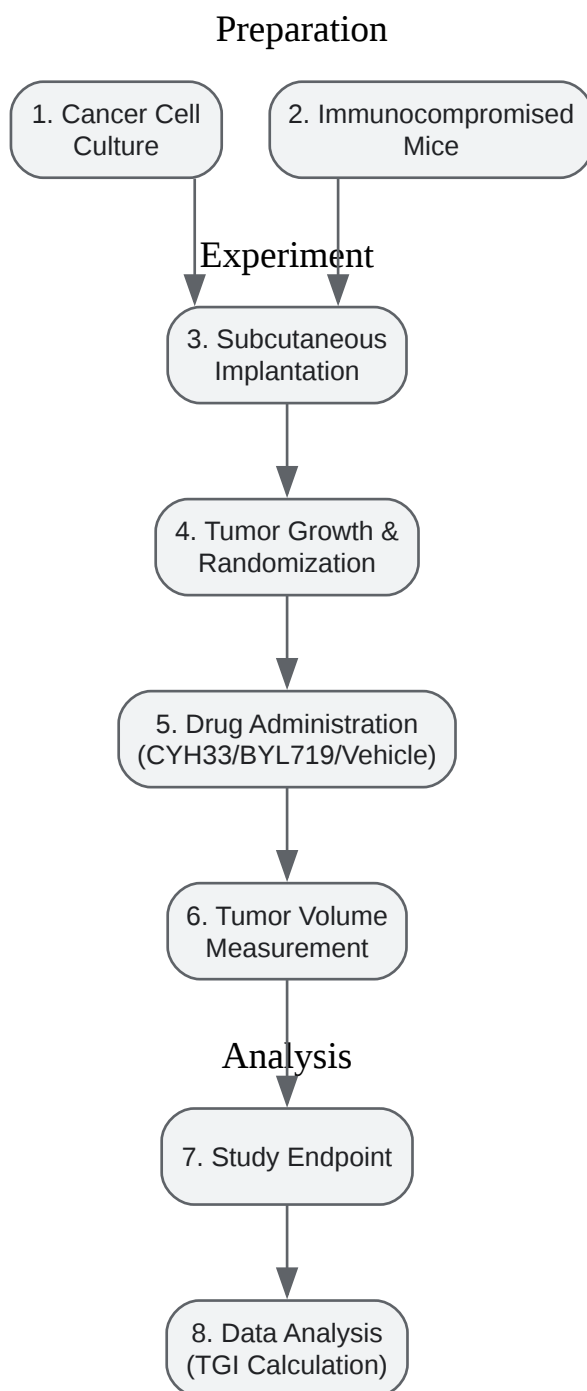 Preparation
1. Cancer Cell
Culture
2. Immunocompromised
Mice
Experiment
3. Subcutaneous
Implantation
4. Tumor Growth &
Randomization
5. Drug Administration
(CYH33/BYL719/Vehicle)
6. Tumor Volume
Measurement
Analysis
7. Study Endpoint
8. Data Analysis
(TGI Calculation)